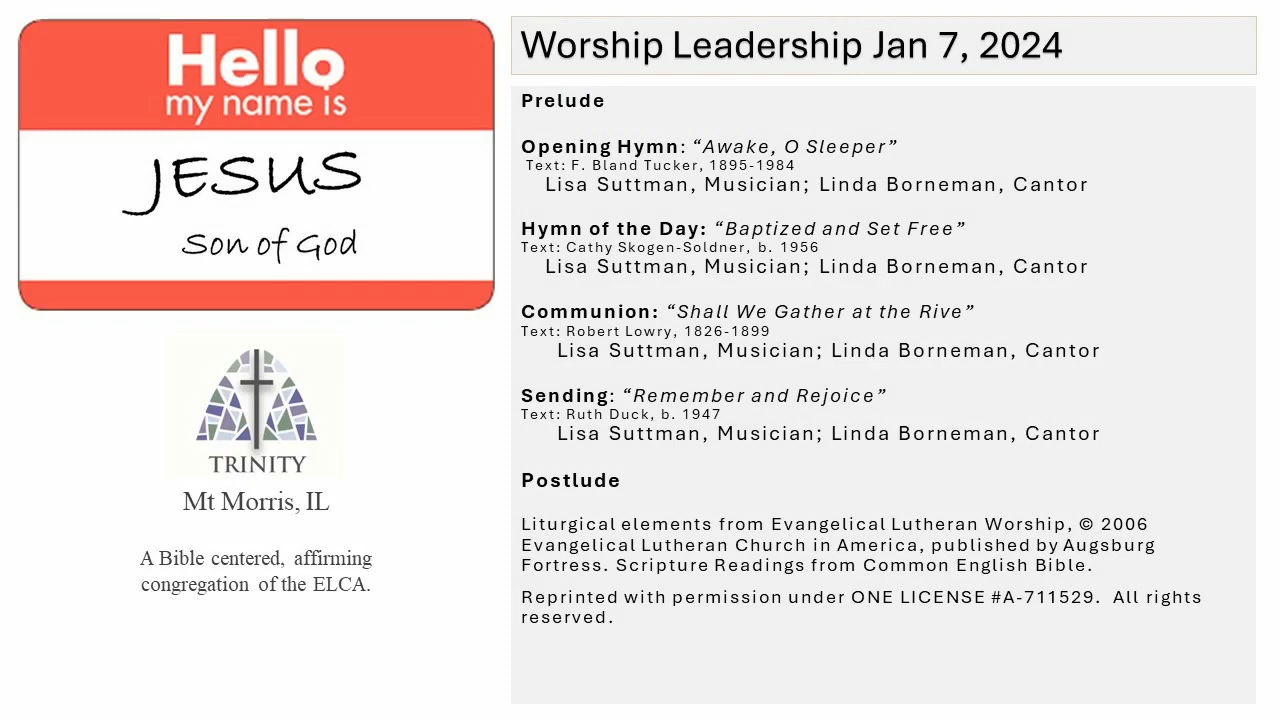 Hello
my name is
JESUS
Son of God
TRINITY
Mt Morris, IL
A Bible centered, affirming
congregation of the ELCA.
Worship Leadership Jan 7, 2024
Prelude
Opening Hymn: “Awake, O Sleeper”
Text: F. Bland Tucker, 1895-1984
Lisa Suttman, Musician; Linda Borneman, Cantor
Hymn of the Day: “Baptized and Set Free”
Text: Cathy Skogen-Soldner, b. 1956
Lisa Suttman, Musician; Linda Borneman, Cantor
Communion: “Shall We Gather at the Rive”
Text: Robert Lowry, 1826-1899
Lisa Suttman, Musician; Linda Borneman, Cantor
Sending: “Remember and Rejoice”
Text: Ruth Duck, b. 1947
Lisa Suttman, Musician; Linda Borneman, Cantor
Postlude
Liturgical elements from Evangelical Lutheran Worship, © 2006
Evangelical Lutheran Church in America, published by Augsburg
Fortress. Scripture Readings from Common English Bible.
Reprinted with permission under ONE LICENSE #A-711529. All rights
reserved.